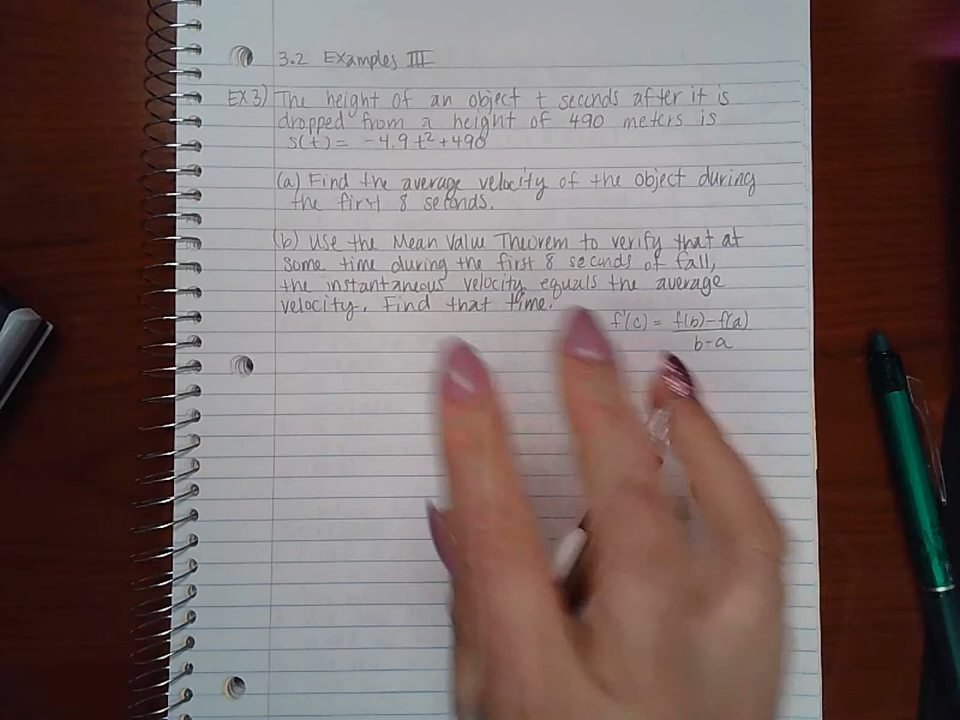 3.2 Examples III
EX 3) The height of an object t seconds after it is
dropped from a height of 490 meters is
s(t) = -4.9t²+490
(a) Find the average velocity of the object during
the first 8 seconds.
(b) Use the Mean Value Theorem to verify that at
some time during the first 8 seconds of fall,
the instantaneous velocity equals the average
velocity. Find that time.
f'(c) = f(b)-f(a)
b-a